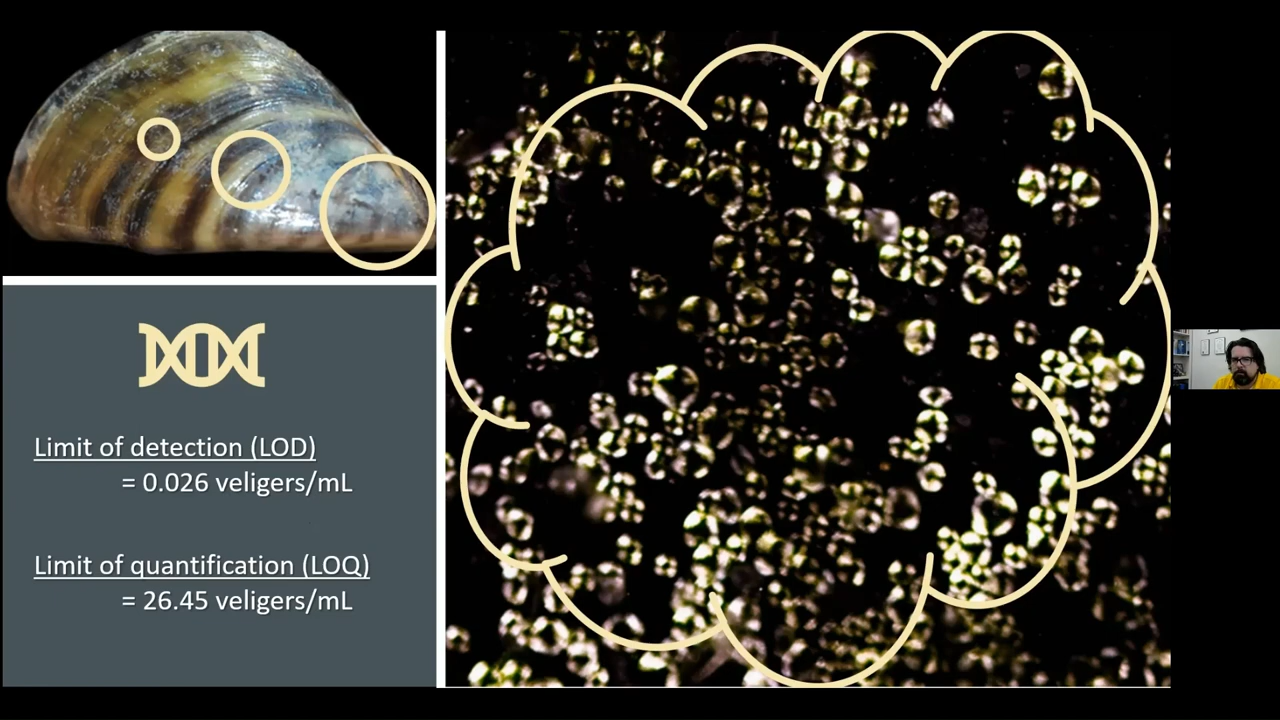 Limit of detection (LOD)
= 0.026 veligers/mL
Limit of quantification (LOQ)
= 26.45 veligers/mL